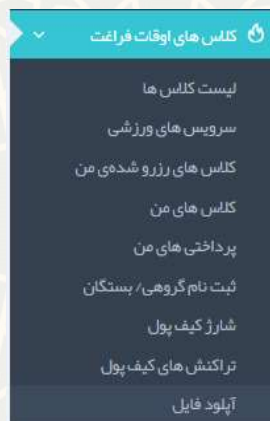 کلاس های اوقات فراغت
لیست کلاس ها
سرویس های ورزشی
کلاس های رزرو شده‌ی من
کلاس های من
پرداختی های من
ثبت نام گروهی/ بستگان
شارژ کیف پول
تراکنش های کیف پول
آپلود فایل